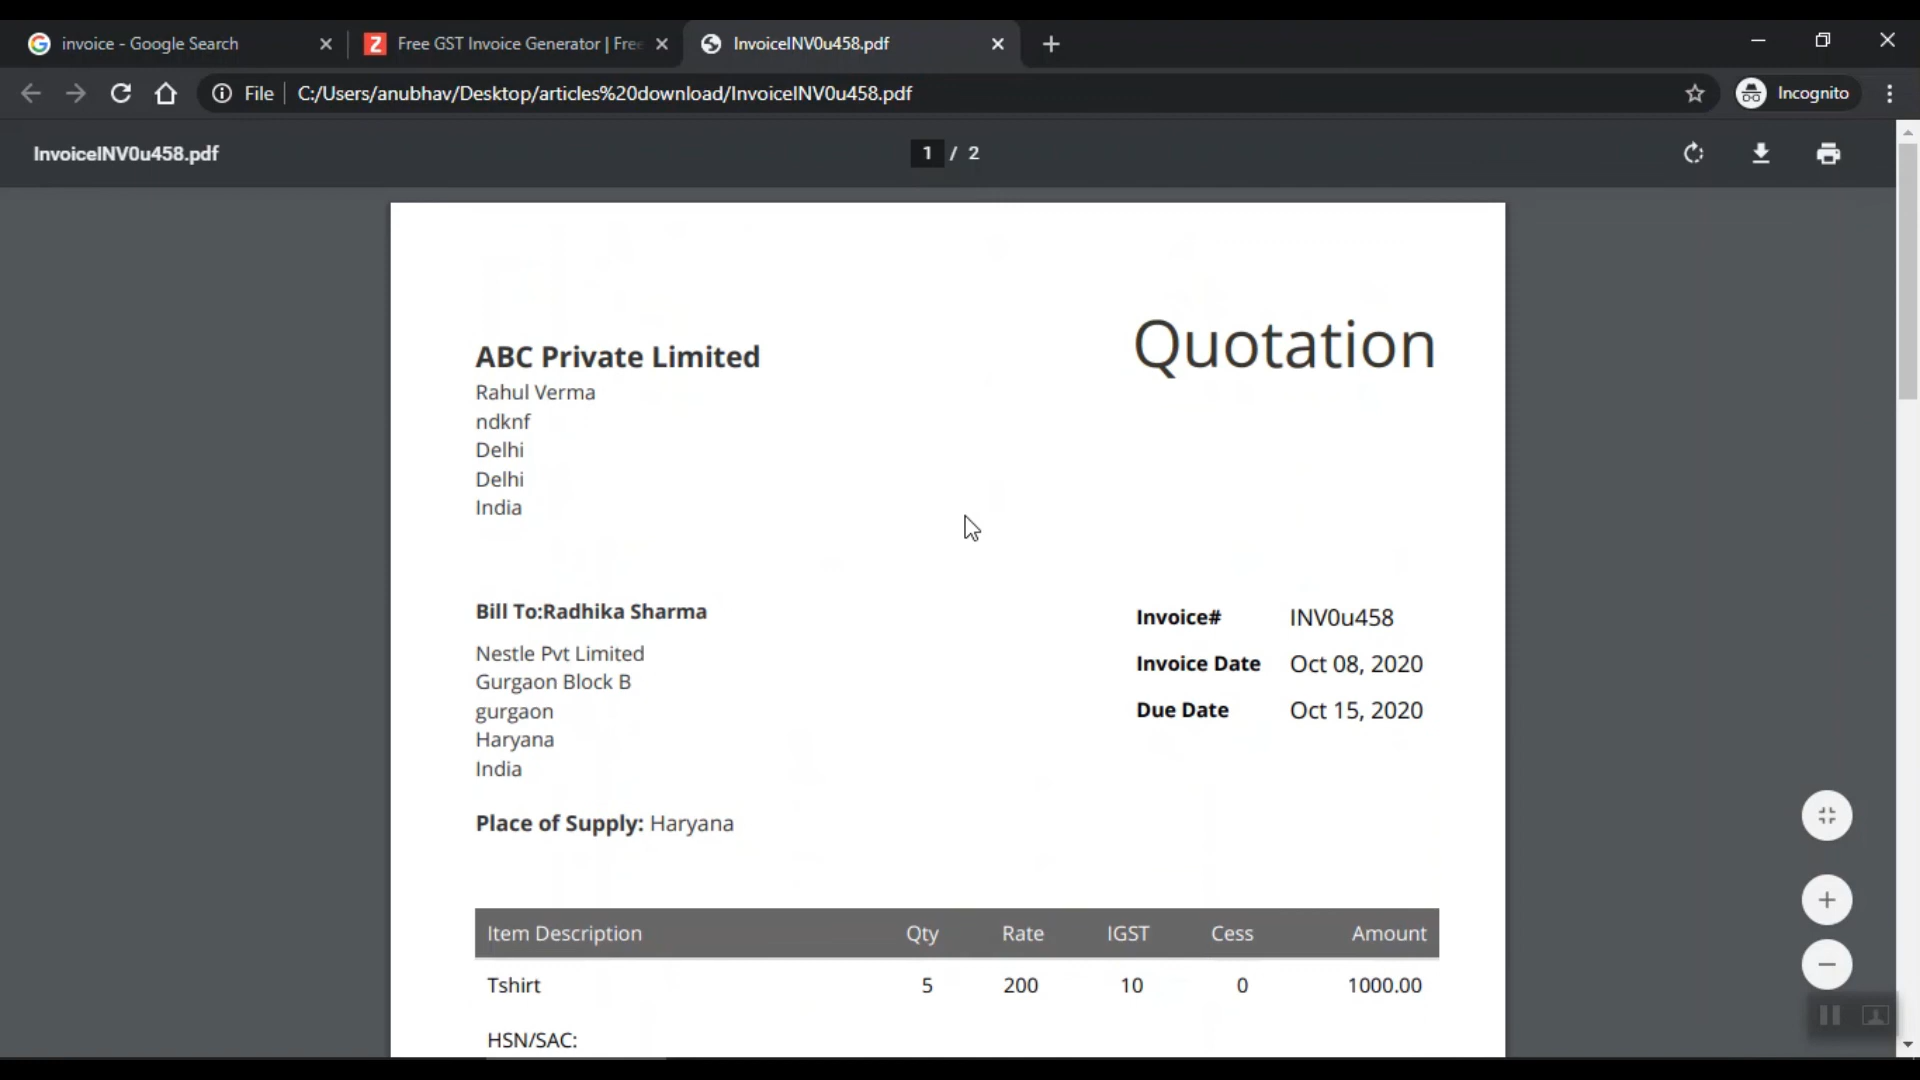 invoice - Google Search
Free GST Invoice Generator | Free
InvoiceINV0u458.pdf
File
C:/Users/anubhav/Desktop/articles%20download/InvoiceINV0u458.pdf
Incognito
InvoiceINV0u458.pdf
1 / 2
Quotation
ABC Private Limited
Rahul Verma
ndknf
Delhi
Delhi
India
Bill To:Radhika Sharma
Nestle Pvt Limited
Gurgaon Block B
gurgaon
Haryana
India
Invoice# INV0u458
Invoice Date Oct 08, 2020
Due Date Oct 15, 2020
Place of Supply: Haryana
Item Description Qty Rate IGST Cess Amount
Tshirt 5 200 10 0 1000.00
HSN/SAC: